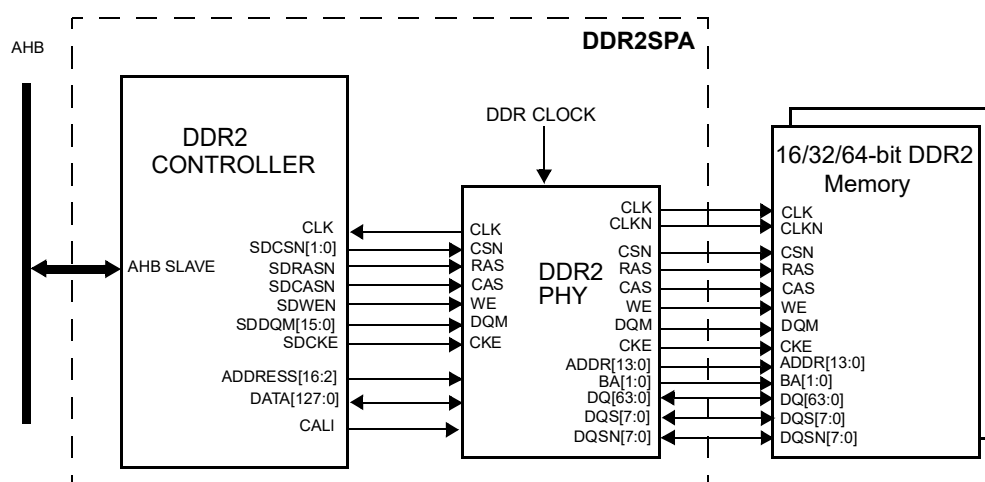 AHB
DDR2SPA
DDR CLOCK
DDR2
CONTROLLER
AHB SLAVE
CLK
SDCSN[1:0]
SDRASN
SDCASN
SDWEN
SDDQM[15:0]
SDCKE
ADDRESS[16:2]
DATA[127:0]
CALI
CLK
CSN
RAS
CAS
WE
DQM
CKE
DDR2
PHY
CLK
CLKN
CSN
RAS
CAS
WE
DQM
CKE
ADDR[13:0]
BA[1:0]
DQ[63:0]
DQS[7:0]
DQSN[7:0]
16/32/64-bit DDR2
Memory
CLK
CLKN
CSN
RAS
CAS
WE
DQM
CKE
ADDR[13:0]
BA[1:0]
DQ[63:0]
DQS[7:0]
DQSN[7:0]